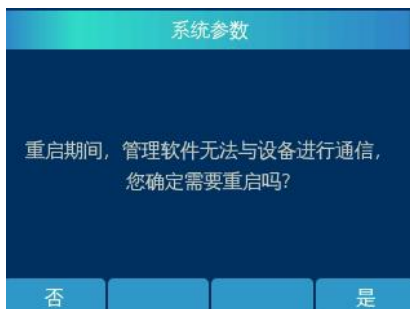 系统参数
重启期间，管理软件无法与设备进行通信，
您确定需要重启吗?
否
是